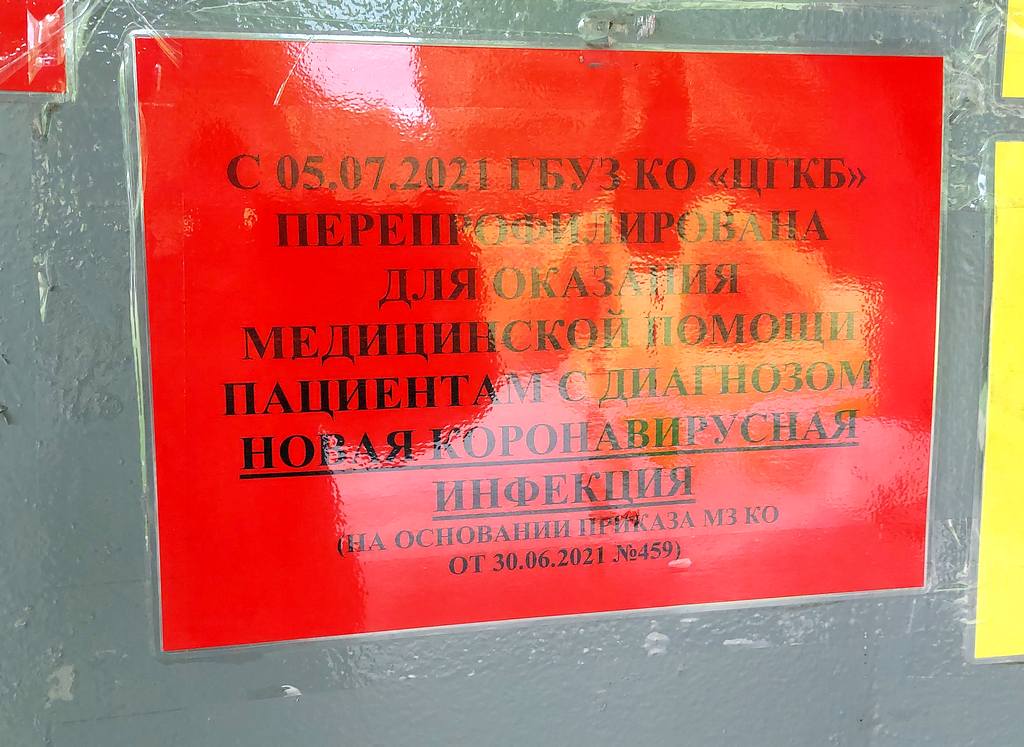 С 05.07.2021 ГБУЗ КО «ЦГКБ»
ПЕРЕПРОФИЛИРОВАНА
ДЛЯ ОКАЗАНИЯ
МЕДИЦИНСКОЙ ПОМОЩИ
ПАЦИЕНТАМ С ДИАГНОЗОМ
НОВАЯ КОРОНАВИРУСНАЯ
ИНФЕКЦИЯ
(НА ОСНОВАНИИ ПРИКАЗА МЗ КО
ОТ 30.06.2021 №459)